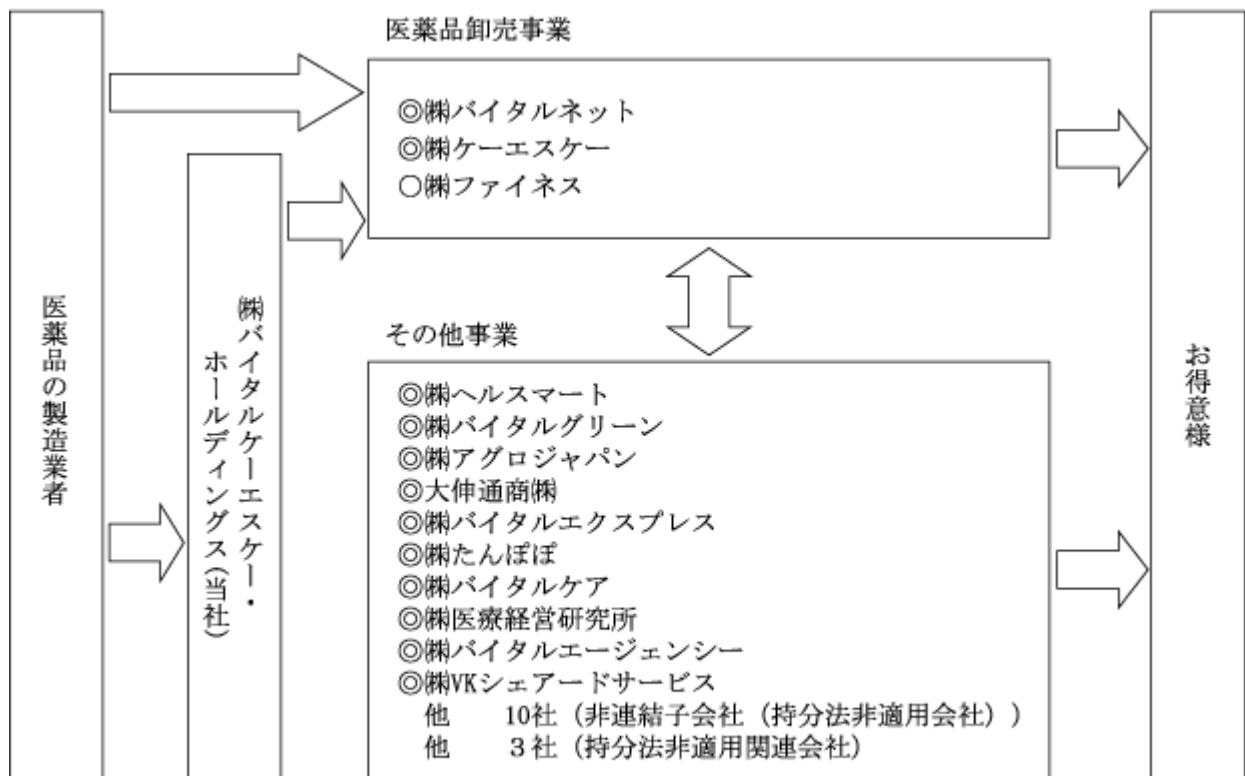 医薬品の製造業者
㈱バイタルケーエスケー・
ホールディングス(当社)
医薬品卸売事業
◎㈱バイタルネット
◎㈱ケーエスケー
○㈱ファイネス
その他事業
◎㈱ヘルスマート
◎㈱バイタルグリーン
◎㈱アグロジャパン
◎大伸通商㈱
◎㈱バイタルエクスプレス
◎㈱たんぽぽ
◎㈱バイタルケア
◎㈱医療経営研究所
◎㈱バイタルエージェンシー
◎㈱VKシェアードサービス
他　　10社（非連結子会社（持分法非適用会社））
他　　３社（持分法非適用関連会社）
お得意様